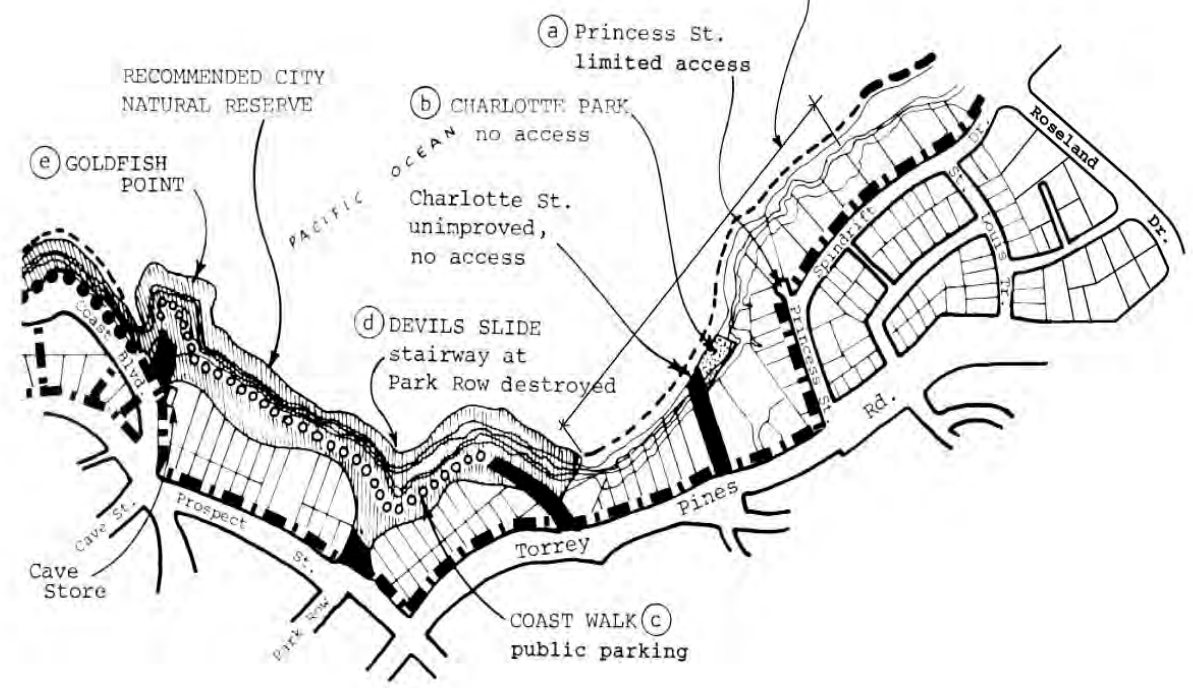 (a) Princess St.
limited access
RECOMMENDED CITY
NATURAL RESERVE
(b) CHARLOTTE PARK
no access
(e) GOLDFISH
POINT
PACIFIC OCEAN
Charlotte St.
unimproved,
no access
(d) DEVILS SLIDE
stairway at
Park Row destroyed
Roseland
Dr.
Spindrift
Dr.
St.
Louis
Tr.
Princess St.
Coast Blvd
Torrey
Pines
Rd.
Prospect
St.
Cave St.
Cave
Store
Park Row
COAST WALK (c)
public parking